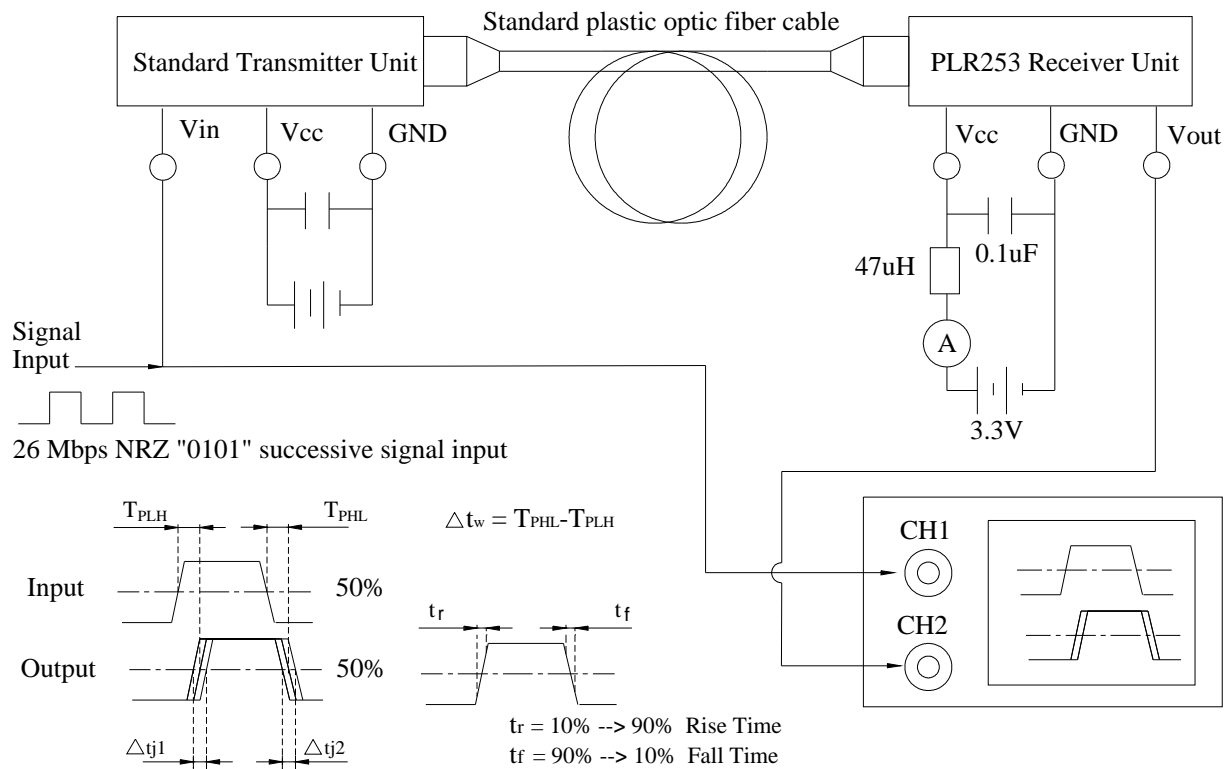 Standard plastic optic fiber cable
Standard Transmitter Unit
PLR253 Receiver Unit
Vin
Vcc
GND
Vcc
GND
Vout
0.1uF
47uH
A
3.3V
Signal
Input
26 Mbps NRZ "0101" successive signal input
TPLH
TPHL
△tw = TPHL-TPLH
Input
50%
Output
50%
△tj1
△tj2
tr
tf
tr = 10% --> 90% Rise Time
tf = 90% --> 10% Fall Time
CH1
CH2